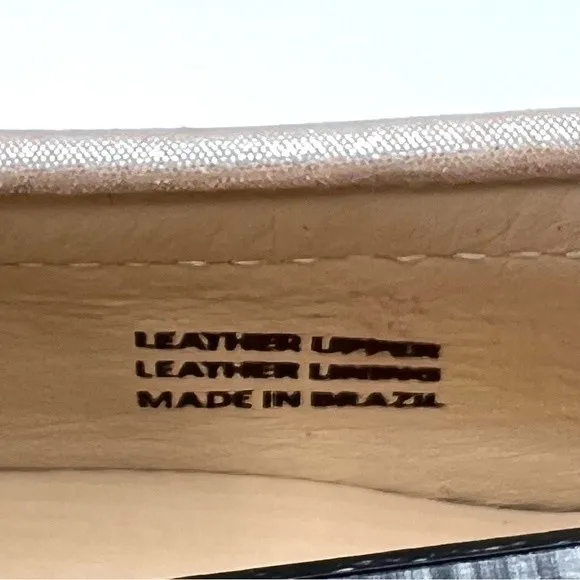 LEATHER UPPER
LEATHER LINING
MADE IN BRAZIL